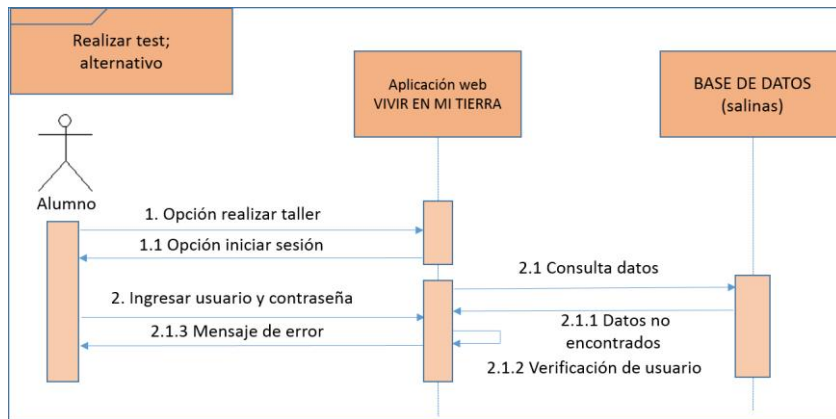 Realizar test;
alternativo
Aplicación web
VIVIR EN MI TIERRA
BASE DE DATOS
(salinas)
Alumno
1. Opción realizar taller
1.1 Opción iniciar sesión
2.1 Consulta datos
2. Ingresar usuario y contraseña
2.1.1 Datos no
encontrados
2.1.3 Mensaje de error
2.1.2 Verificación de usuario